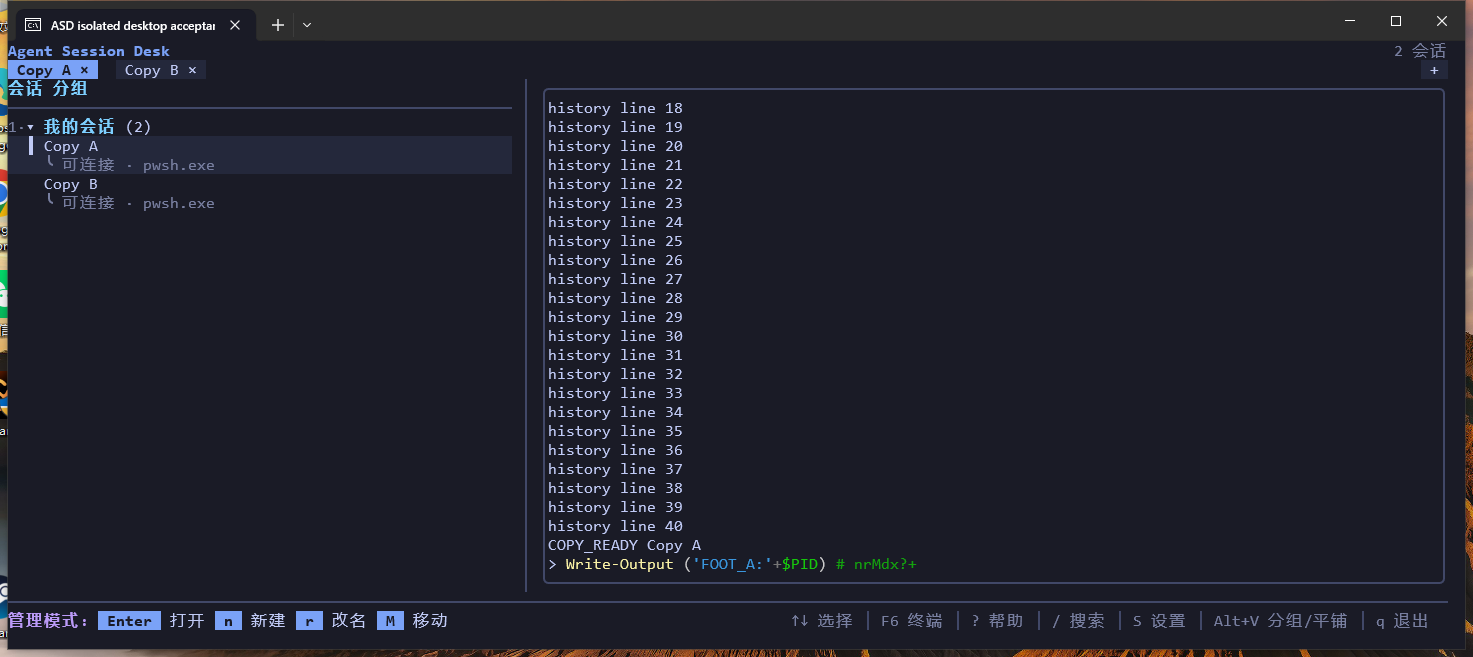 ASD isolated desktop acceptar
Agent Session Desk
2 会话
Copy A × Copy B ×
+
会话 分组
1·▾ 我的会话 (2)
Copy A
╰ 可连接 · pwsh.exe
Copy B
╰ 可连接 · pwsh.exe
history line 18
history line 19
history line 20
history line 21
history line 22
history line 23
history line 24
history line 25
history line 26
history line 27
history line 28
history line 29
history line 30
history line 31
history line 32
history line 33
history line 34
history line 35
history line 36
history line 37
history line 38
history line 39
history line 40
COPY_READY Copy A
> Write-Output ('FOOT_A:'+$PID) # nrMdx?+
管理模式: Enter 打开 n 新建 r 改名 M 移动
↑↓ 选择 │ F6 终端 │ ? 帮助 │ / 搜索 │ S 设置 │ Alt+V 分组/平铺 │ q 退出